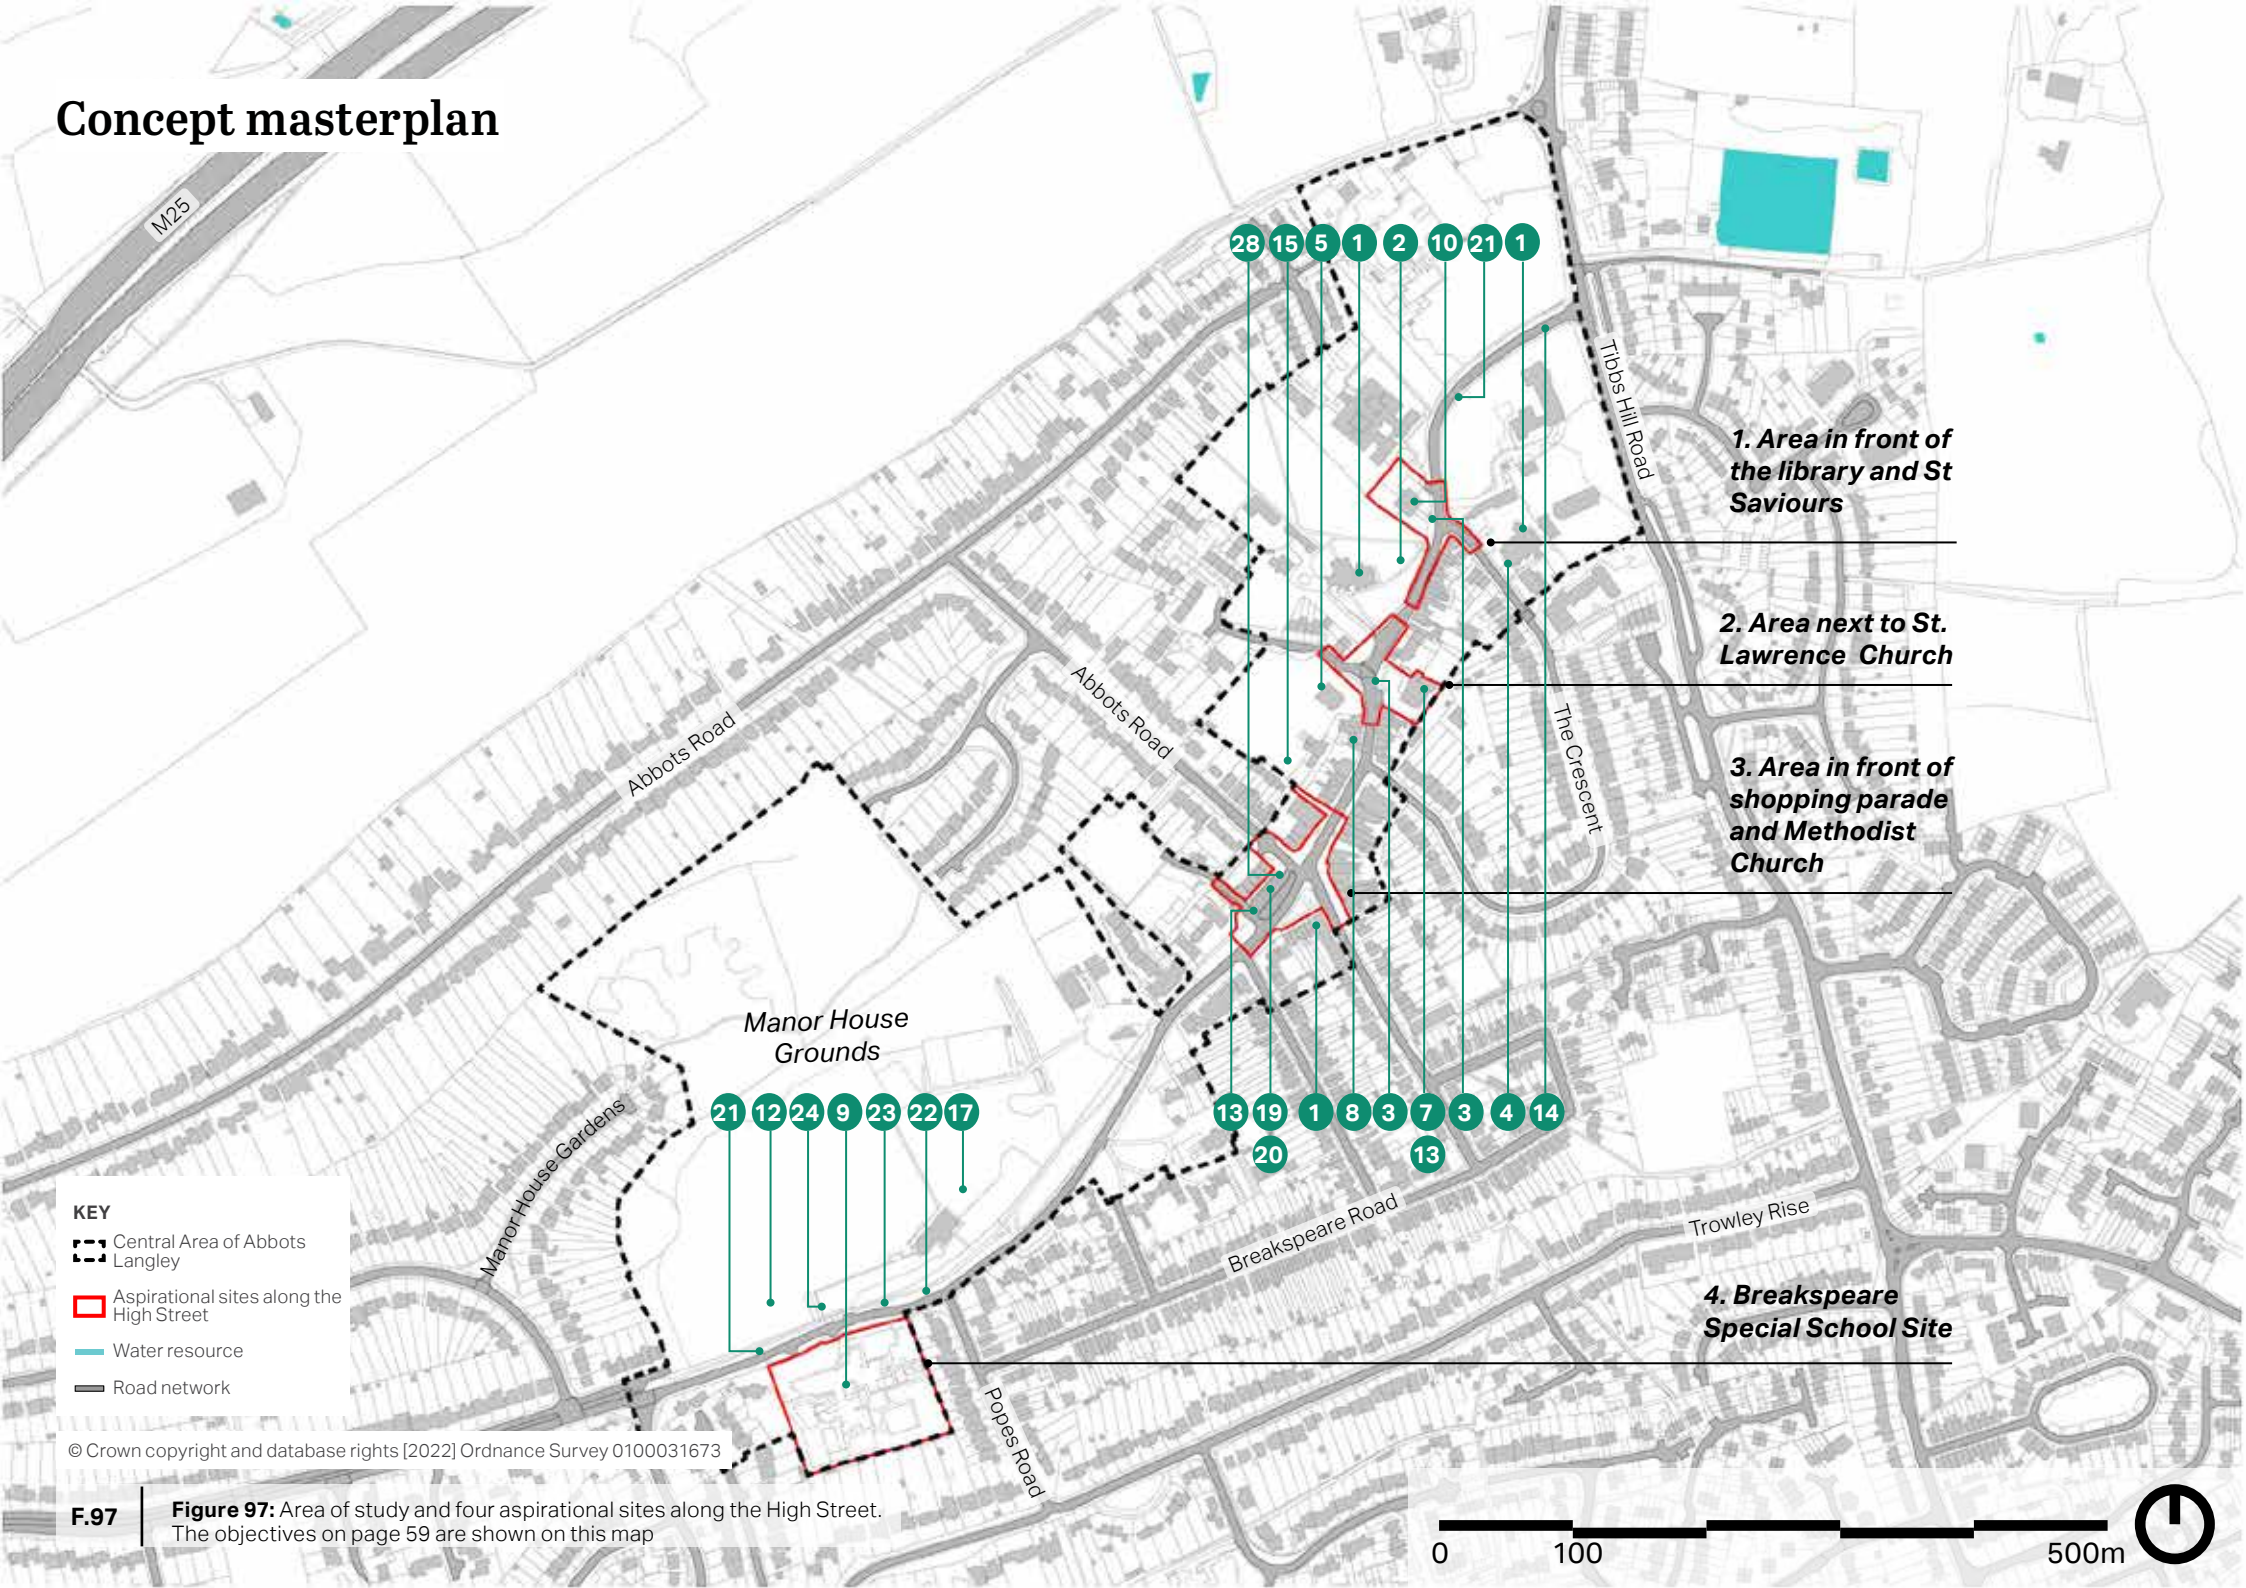 Concept masterplan
M25
28 15 5 1 2 10 21 1
Tibbs Hill Road
1. Area in front of
the library and St
Saviours
2. Area next to St.
Lawrence Church
Abbots Road
Abbots Road
The Crescent
3. Area in front of
shopping parade
and Methodist
Church
Manor House
Grounds
21 12 24 9 23 22 17
13 19 1 8 3 7 3 4 14
20 13
Manor House Gardens
Breakspeare Road
Trowley Rise
4. Breakspeare
Special School Site
Popes Road
KEY
Central Area of Abbots
Langley
Aspirational sites along the
High Street
Water resource
Road network
© Crown copyright and database rights [2022] Ordnance Survey 0100031673
F.97
Figure 97: Area of study and four aspirational sites along the High Street.
The objectives on page 59 are shown on this map
0 100 500m